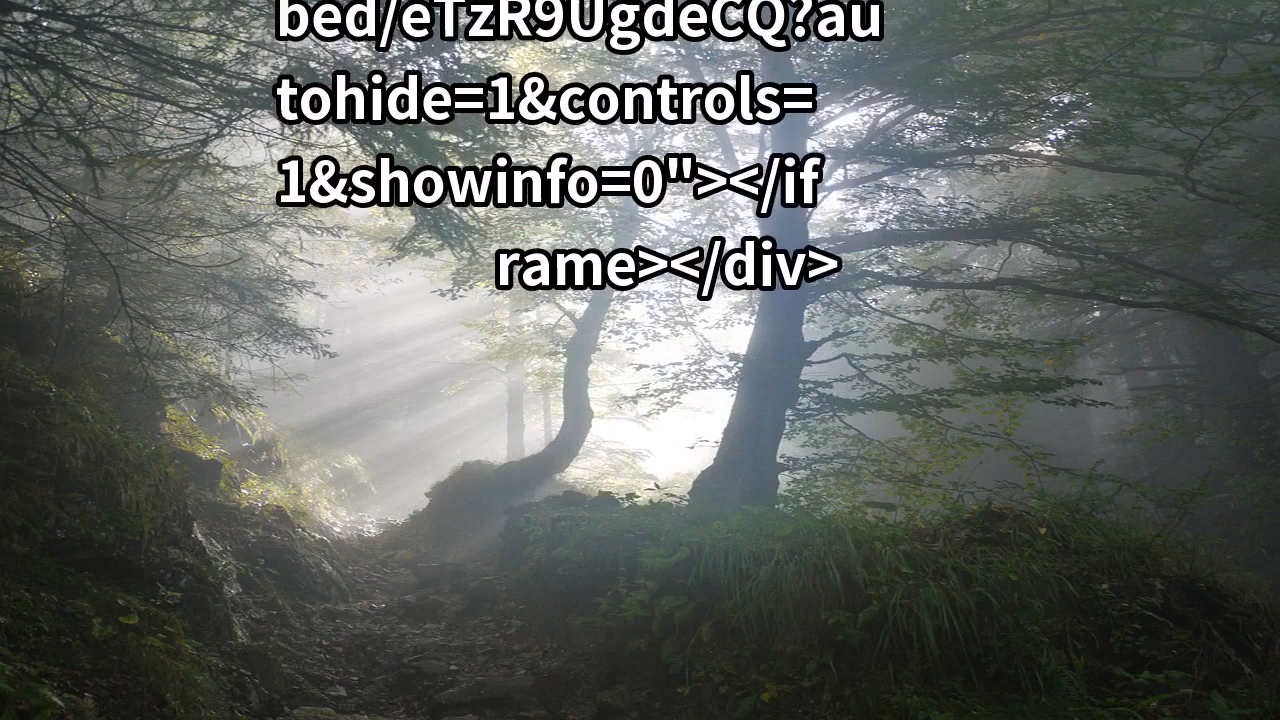 bed/eTzR9UgdeCQ?au
tohide=1&controls=
1&showinfo=0"></if
rame></div>